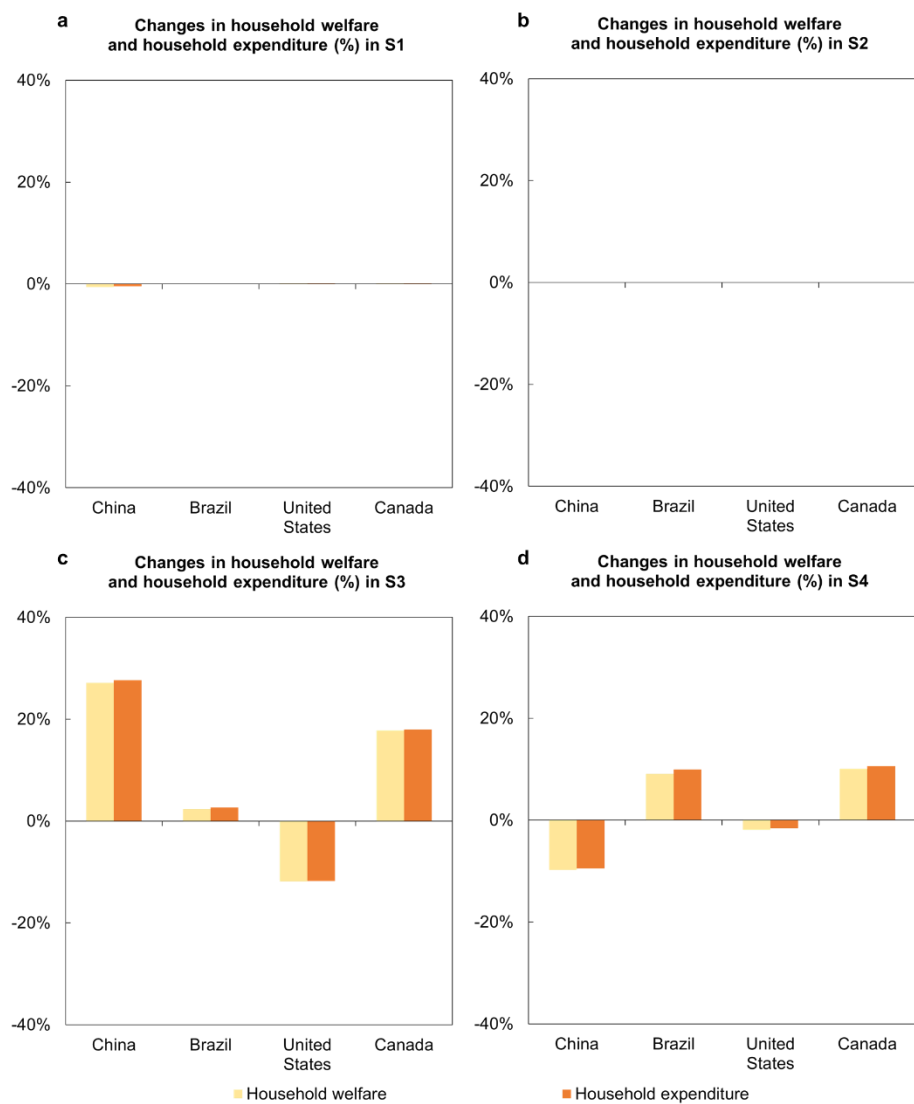 a
Changes in household welfare
and household expenditure (%) in S1
40%
20%
0%
-20%
-40%
China
Brazil
United
States
Canada
b
Changes in household welfare
and household expenditure (%) in S2
40%
20%
0%
-20%
-40%
China
Brazil
United
States
Canada
c
Changes in household welfare
and household expenditure (%) in S3
40%
20%
0%
-20%
-40%
China
Brazil
United
States
Canada
d
Changes in household welfare
and household expenditure (%) in S4
40%
20%
0%
-20%
-40%
China
Brazil
United
States
Canada
Household welfare
Household expenditure